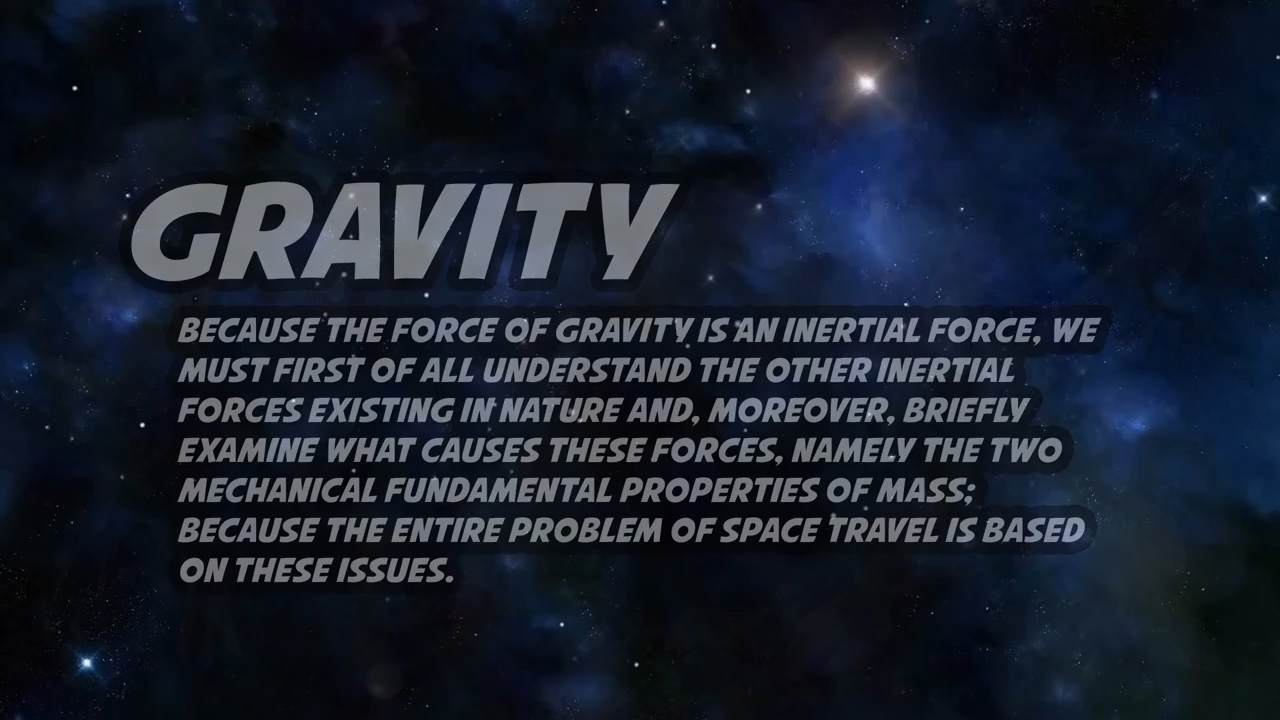 GRAVITY
BECAUSE THE FORCE OF GRAVITY IS AN INERTIAL FORCE, WE
MUST FIRST OF ALL UNDERSTAND THE OTHER INERTIAL
FORCES EXISTING IN NATURE AND, MOREOVER, BRIEFLY
EXAMINE WHAT CAUSES THESE FORCES, NAMELY THE TWO
MECHANICAL FUNDAMENTAL PROPERTIES OF MASS;
BECAUSE THE ENTIRE PROBLEM OF SPACE TRAVEL IS BASED
ON THESE ISSUES.